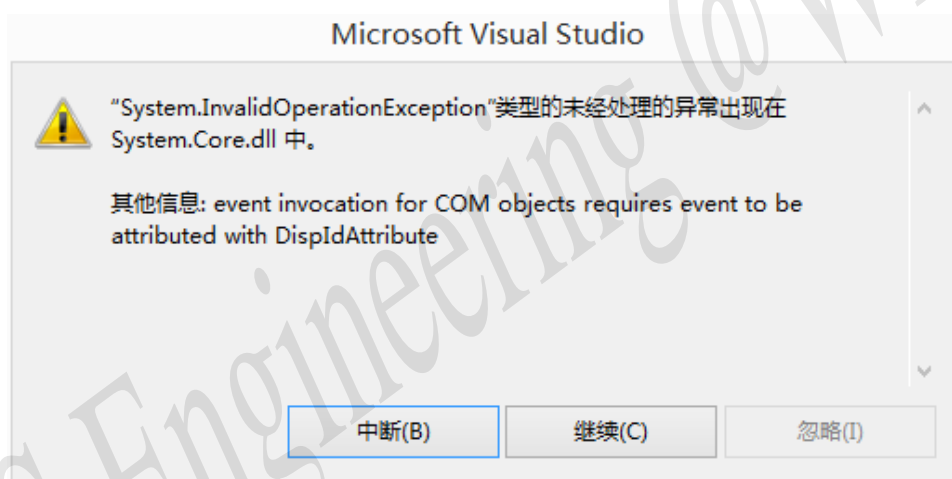 Microsoft Visual Studio
“System.InvalidOperationException”类型的未经处理的异常出现在
System.Core.dll 中。
其他信息: event invocation for COM objects requires event to be
attributed with DispIdAttribute
中断(B)
继续(C)
忽略(I)
Engineering @